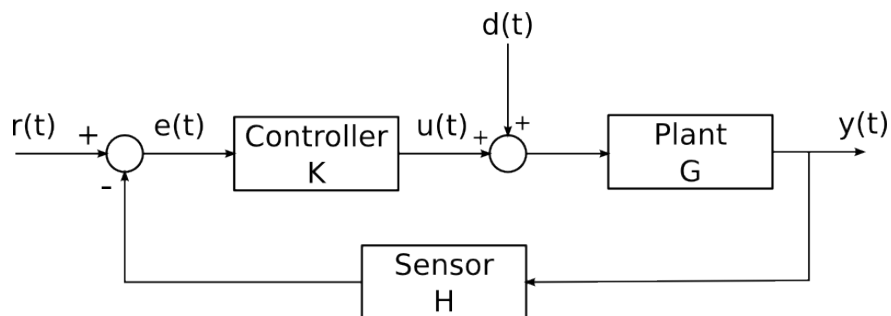 d(t)
r(t) + e(t) Controller K u(t) + + Plant G y(t)
-
Sensor
H